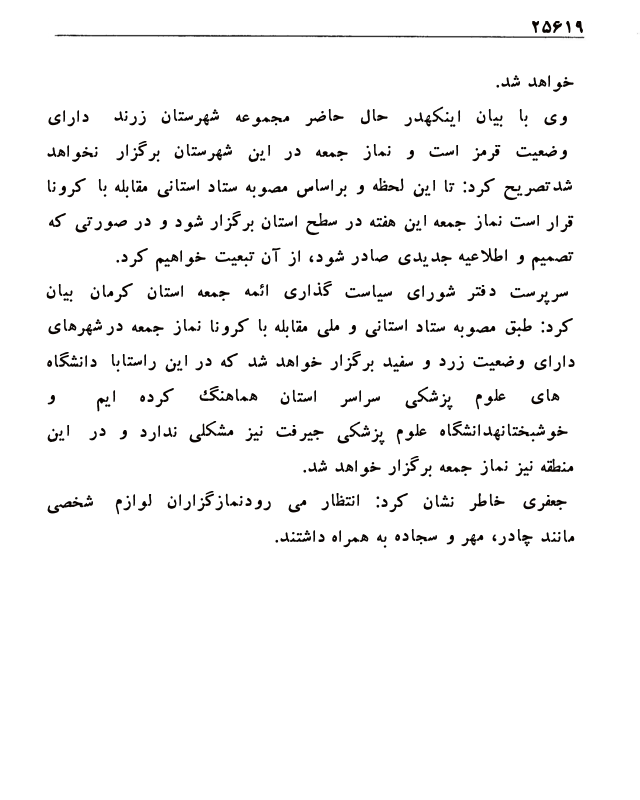 ۲۵۶۱۹
خواهد شد.
وی با بیان اینکهدر حال حاضر مجموعه شهرستان زرند دارای
وضعیت قرمز است و نماز جمعه در این شهرستان برگزار نخواهد
شدتصریح کرد: تا این لحظه و براساس مصوبه ستاد استانی مقابله با کرونا
قرار است نماز جمعه این هفته در سطح استان برگزار شود و در صورتی که
تصمیم و اطلاعیه جدیدی صادر شود، از آن تبعیت خواهیم کرد.
سرپرست دفتر شورای سیاست گذاری ائمه جمعه استان کرمان بیان
کرد: طبق مصوبه ستاد استانی و ملی مقابله با کرونا نماز جمعه درشهرهای
دارای وضعیت زرد و سفید برگزار خواهد شد که در این راستابا دانشگاه
های علوم پزشکی سراسر استان هماهنگ کرده ایم و
خوشبختانهدانشگاه علوم پزشکی جیرفت نیز مشکلی ندارد و در این
منطقه نیز نماز جمعه برگزار خواهد شد.
جعفری خاطر نشان کرد: انتظار می رودنمازگزاران لوازم شخصی
مانند چادر، مهر و سجاده به همراه داشتند.